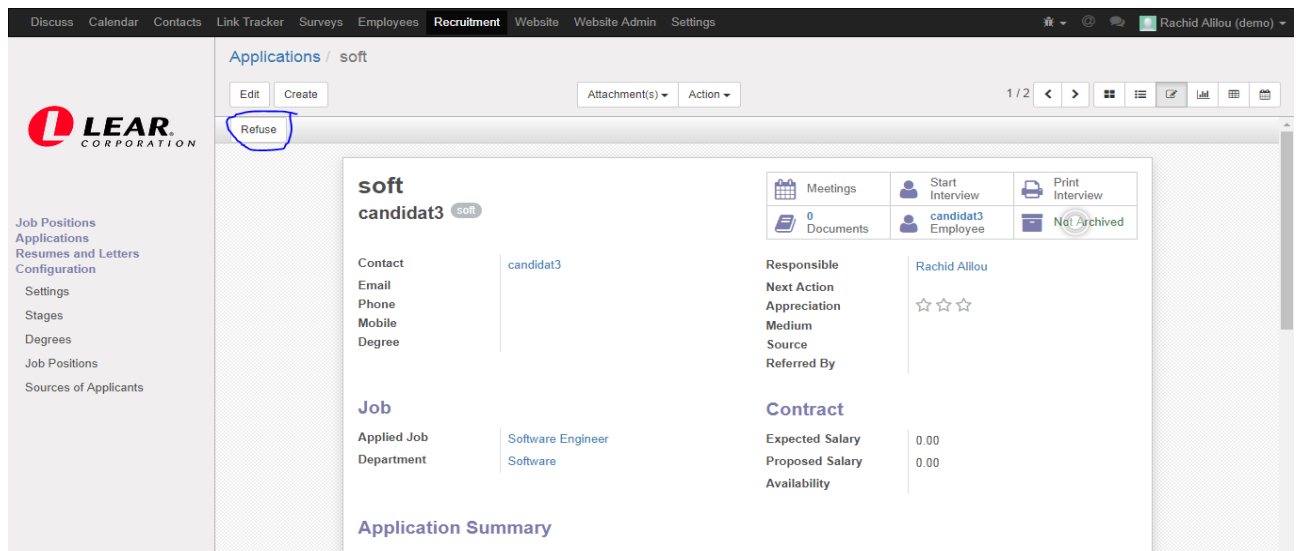 Discuss Calendar Contacts Link Tracker Surveys Employees Recruitment Website Website Admin Settings @ Rachid Alilou (demo)
Applications / soft
Edit Create Attachment(s) Action 1 / 2
Refuse
LEAR.
CORPORATION
Job Positions
Applications
Resumes and Letters
Configuration
Settings
Stages
Degrees
Job Positions
Sources of Applicants
soft
candidat3 soft
Meetings
Start Interview
Print Interview
0 Documents
candidat3 Employee
Not Archived
Contact candidat3
Email
Phone
Mobile
Degree
Responsible Rachid Alilou
Next Action
Appreciation
Medium
Source
Referred By
Job
Applied Job Software Engineer
Department Software
Contract
Expected Salary 0.00
Proposed Salary 0.00
Availability
Application Summary